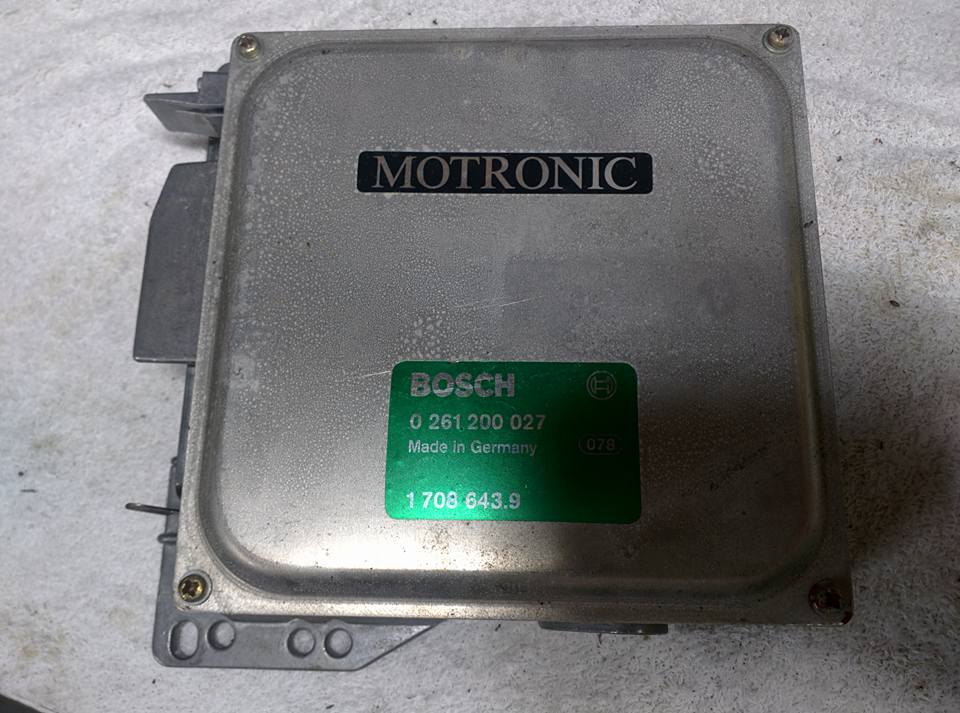 MOTRONIC
BOSCH
0 261 200 027
Made in Germany 078
1 708 643.9